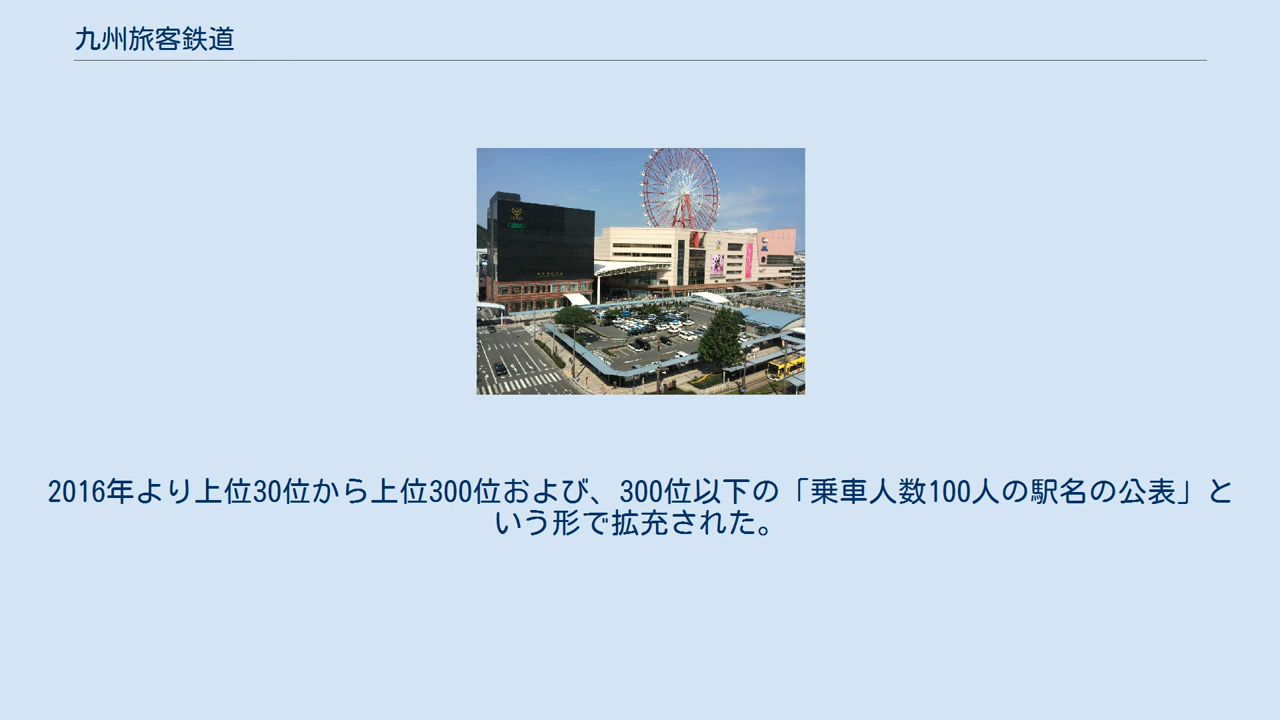 九州旅客鉄道
2016年より上位30位から上位300位および、300位以下の「乗車人数100人の駅名の公表」と
いう形で拡充された。